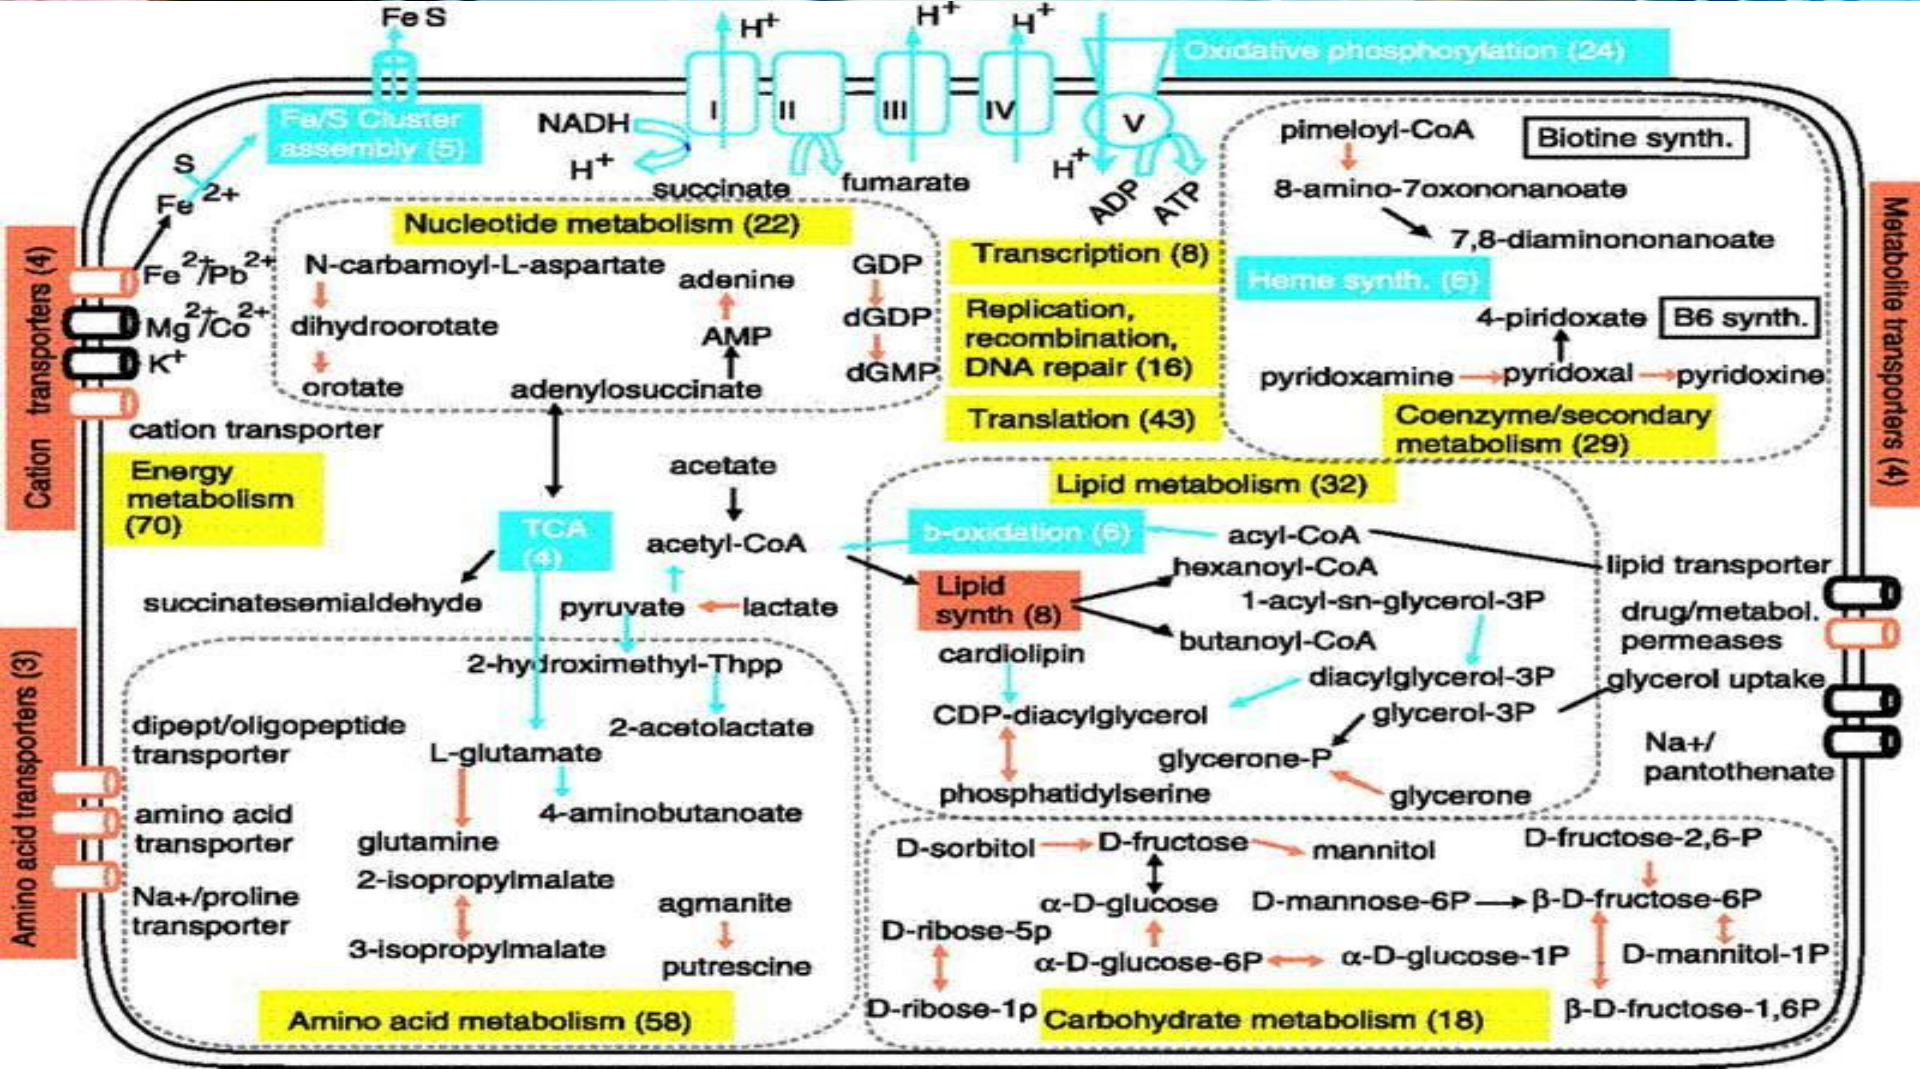 Fe S
H+
H+
H+
Oxidative phosphorylation (24)
Fe/S Cluster
assembly (5)
NADH
H+
I
II
III
IV
V
H+
ADP
ATP
succinate
fumarate
S
Fe 2+
Cation transporters (4)
Fe2+/Pb2+
Mg2+/Co2+
K+
cation transporter
Nucleotide metabolism (22)
N-carbamoyl-L-aspartate
dihydroorotate
orotate
adenine
AMP
adenylosuccinate
GDP
dGDP
dGMP
Transcription (8)
Replication,
recombination,
DNA repair (16)
Translation (43)
pimeloyl-CoA
Biotine synth.
8-amino-7oxononanoate
7,8-diaminononanoate
Heme synth. (6)
4-piridoxate
B6 synth.
pyridoxamine
pyridoxal
pyridoxine
Coenzyme/secondary
metabolism (29)
Metabolite transporters (4)
Energy
metabolism
(70)
acetate
TCA
(4)
acetyl-CoA
succinatesemialdehyde
pyruvate
lactate
Lipid metabolism (32)
b-oxidation (6)
acyl-CoA
hexanoyl-CoA
Lipid
synth (8)
1-acyl-sn-glycerol-3P
butanoyl-CoA
cardiolipin
diacylglycerol-3P
CDP-diacylglycerol
glycerol-3P
glycerone-P
phosphatidylserine
glycerone
lipid transporter
drug/metabol.
permeases
glycerol uptake
Na+/
pantothenate
Amino acid transporters (3)
2-hydroximethyl-Thpp
dipept/oligopeptide
transporter
2-acetolactate
L-glutamate
4-aminobutanoate
amino acid
transporter
glutamine
2-isopropylmalate
Na+/proline
transporter
agmanite
3-isopropylmalate
putrescine
Amino acid metabolism (58)
D-sorbitol
D-fructose
mannitol
D-fructose-2,6-P
α-D-glucose
D-mannose-6P
β-D-fructose-6P
D-ribose-5p
α-D-glucose-6P
α-D-glucose-1P
D-mannitol-1P
D-ribose-1p
Carbohydrate metabolism (18)
β-D-fructose-1,6P